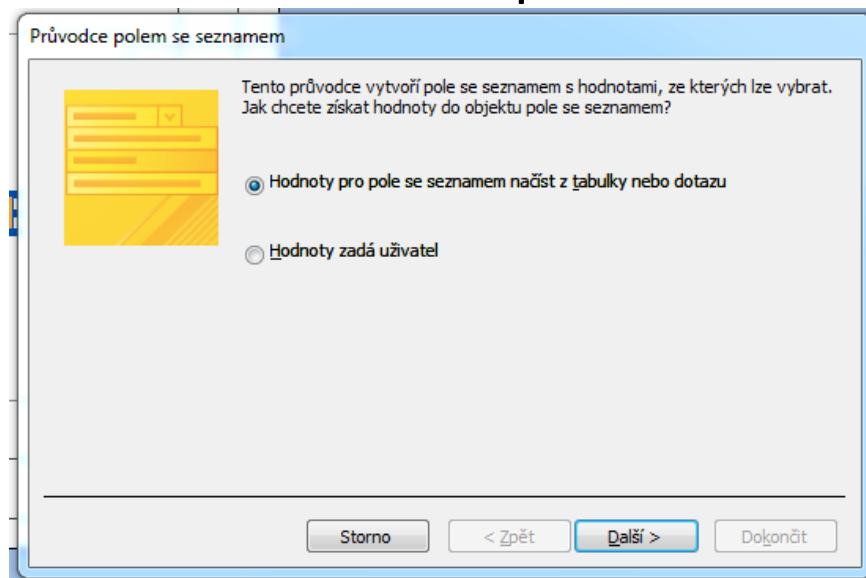 Průvodce polem se seznamem
Tento průvodce vytvoří pole se seznamem s hodnotami, ze kterých lze vybrat.
Jak chcete získat hodnoty do objektu pole se seznamem?
Hodnoty pro pole se seznamem načíst z tabulky nebo dotazu
Hodnoty zadá uživatel
Storno
< Zpět
Další >
Dokončit